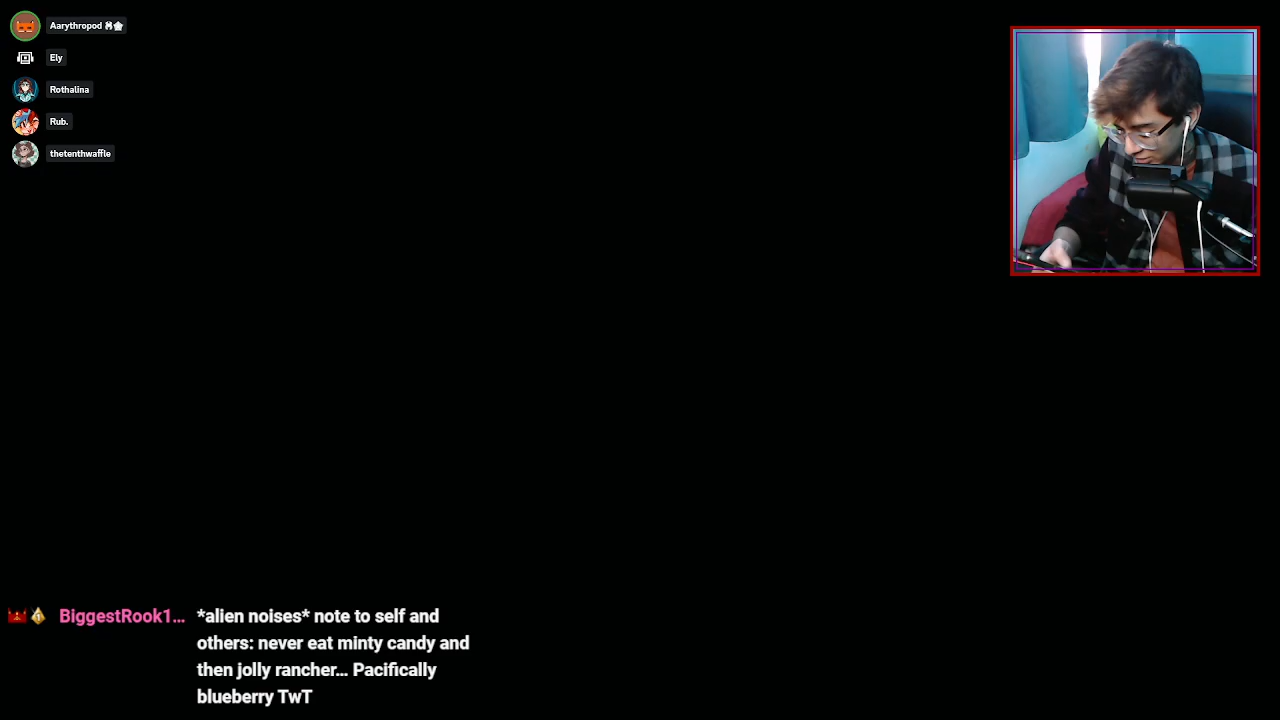 Aarythropod
Ely
Rothalina
Rub.
thetenthwaffle
BiggestRook1... *alien noises* note to self and
others: never eat minty candy and
then jolly rancher... Pacifically
blueberry TwT